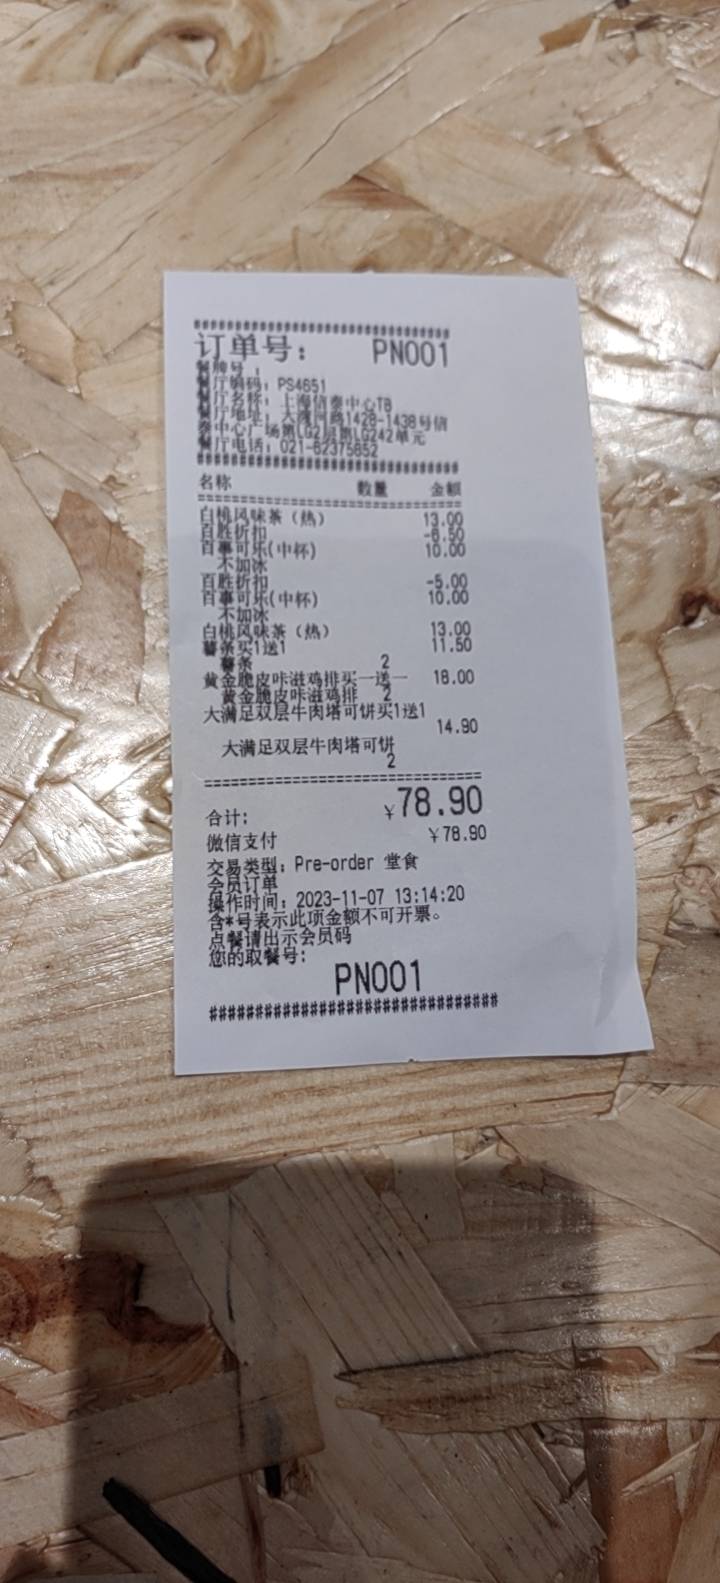 ##############################
订单号： PN001
餐牌号：
餐厅编码：PS4651
餐厅名称：上海信泰中心TB
餐厅地址：大渡河路1428-1438号信
泰中心广场第LG2层第LG242单元
餐厅电话：021-62375652
##############################
名称 数量 金额
==============================
白桃风味茶（热） 13.00
百胜折扣 -6.50
百事可乐(中杯) 10.00
不加冰
百胜折扣 -5.00
百事可乐(中杯) 10.00
不加冰
白桃风味茶（热） 13.00
薯条买1送1 11.50
薯条 2
黄金脆皮咔滋鸡排买一送一 18.00
黄金脆皮咔滋鸡排 2
大满足双层牛肉塔可饼买1送1
14.90
大满足双层牛肉塔可饼
2
==============================
合计: ￥78.90
微信支付 ￥78.90
交易类型：Pre-order 堂食
会员订单
操作时间：2023-11-07 13:14:20
含*号表示此项金额不可开票。
点餐请出示会员码
您的取餐号:
PN001
##############################